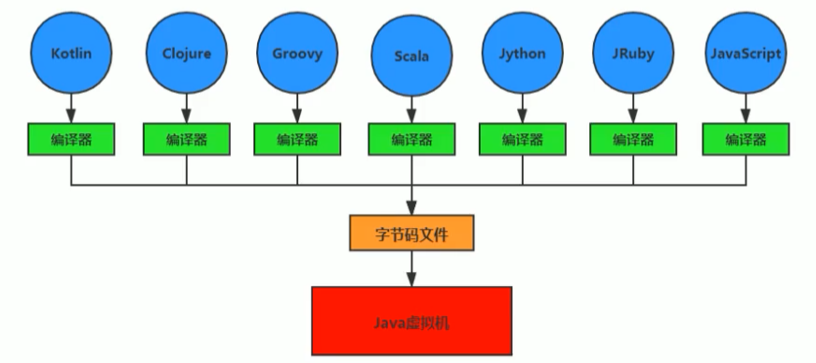 Kotlin
Clojure
Groovy
Scala
Jython
JRuby
JavaScript
编译器
编译器
编译器
编译器
编译器
编译器
编译器
字节码文件
Java虚拟机